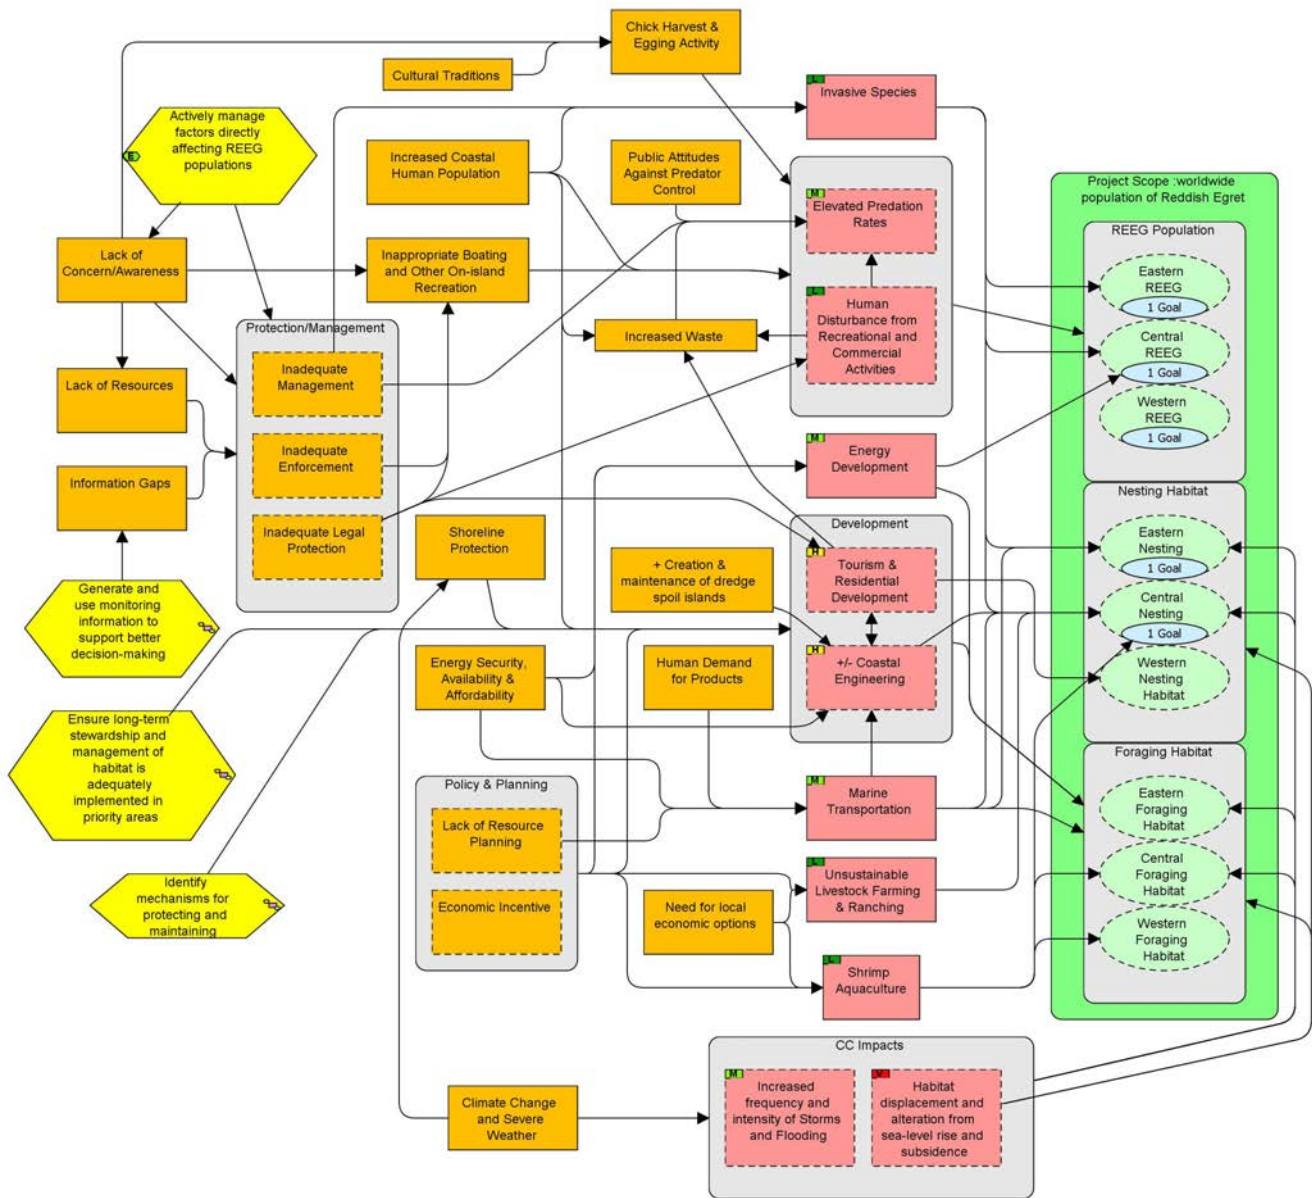 Chick Harvest &
Egging Activity
Cultural Traditions
L
Invasive Species
Actively manage
factors directly
affecting REEG
populations
E
Increased Coastal
Human Population
Public Attitudes
Against Predator
Control
M
Elevated Predation
Rates
Project Scope :worldwide
population of Reddish Egret
REEG Population
Eastern
REEG
1 Goal
Central
REEG
1 Goal
Western
REEG
1 Goal
Lack of
Concern/Awareness
Inappropriate Boating
and Other On-island
Recreation
L
Human
Disturbance from
Recreational and
Commercial
Activities
Increased Waste
Protection/Management
Inadequate
Management
Inadequate
Enforcement
Inadequate Legal
Protection
Lack of Resources
Information Gaps
M
Energy
Development
Nesting Habitat
Eastern
Nesting
1 Goal
Central
Nesting
1 Goal
Western
Nesting
Habitat
Shoreline
Protection
Development
H
Tourism &
Residential
Development
+ Creation &
maintenance of dredge
spoil islands
H
+/- Coastal
Engineering
Generate and
use monitoring
information to
support better
decision-making
Energy Security,
Availability &
Affordability
Human Demand
for Products
Ensure long-term
stewardship and
management of
habitat is
adequately
implemented in
priority areas
Policy & Planning
Lack of Resource
Planning
Economic Incentive
M
Marine
Transportation
Foraging Habitat
Eastern
Foraging
Habitat
Central
Foraging
Habitat
Western
Foraging
Habitat
Identify
mechanisms for
protecting and
maintaining
Need for local
economic options
L
Unsustainable
Livestock Farming
& Ranching
L
Shrimp
Aquaculture
CC Impacts
Climate Change
and Severe
Weather
M
Increased
frequency and
intensity of Storms
and Flooding
V
Habitat
displacement and
alteration from
sea-level rise and
subsidence